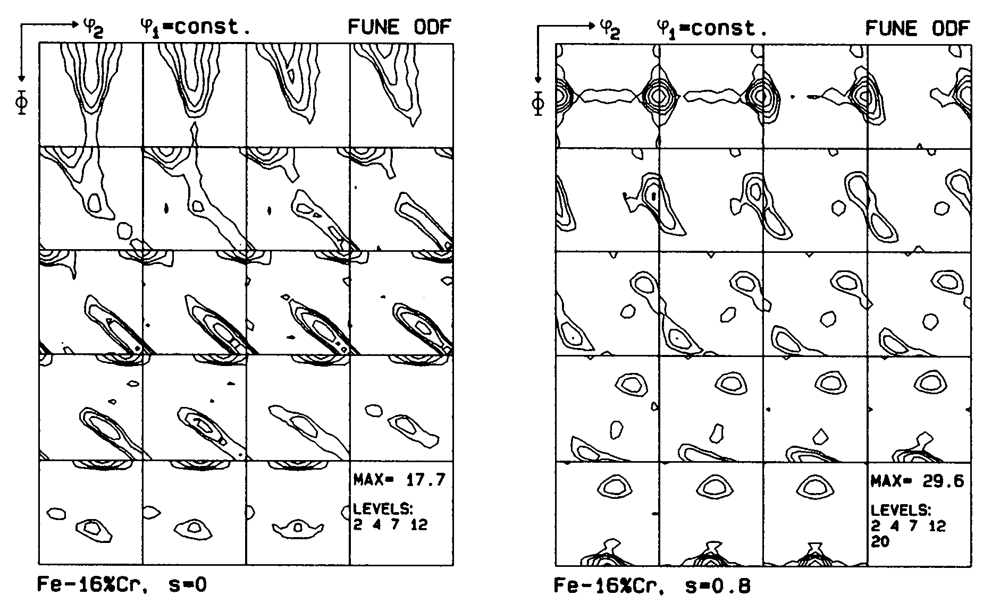 φ₂ φ₁=const. FUNE ODF
Φ
MAX= 17.7
LEVELS:
2 4 7 12
Fe-16%Cr, s=0
φ₂ φ₁=const. FUNE ODF
Φ
MAX= 29.6
LEVELS:
2 4 7 12
20
Fe-16%Cr, s=0.8